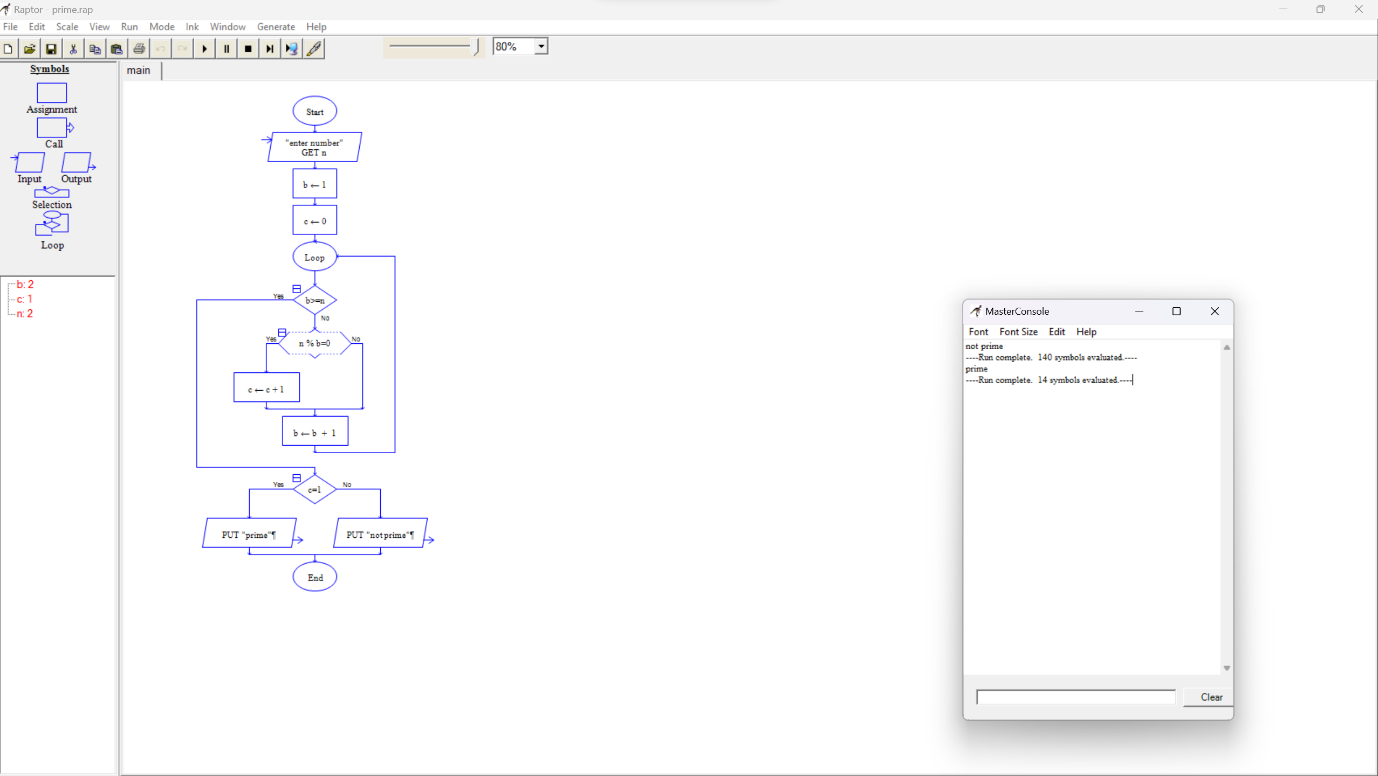 Raptor - prime.rap
File Edit Scale View Run Mode Ink Window Generate Help
80%
Symbols
Assignment
Call
Input Output
Selection
Loop
b: 2
c: 1
n: 2
main
Start
"enter number"
GET n
b ← 1
c ← 0
Loop
Yes
b>=n
No
Yes
n % b=0
No
c ← c + 1
b ← b + 1
Yes
c=1
No
PUT "prime"¶
PUT "not prime"¶
End
MasterConsole
Font Font Size Edit Help
not prime
----Run complete. 140 symbols evaluated.----
prime
----Run complete. 14 symbols evaluated.----
Clear